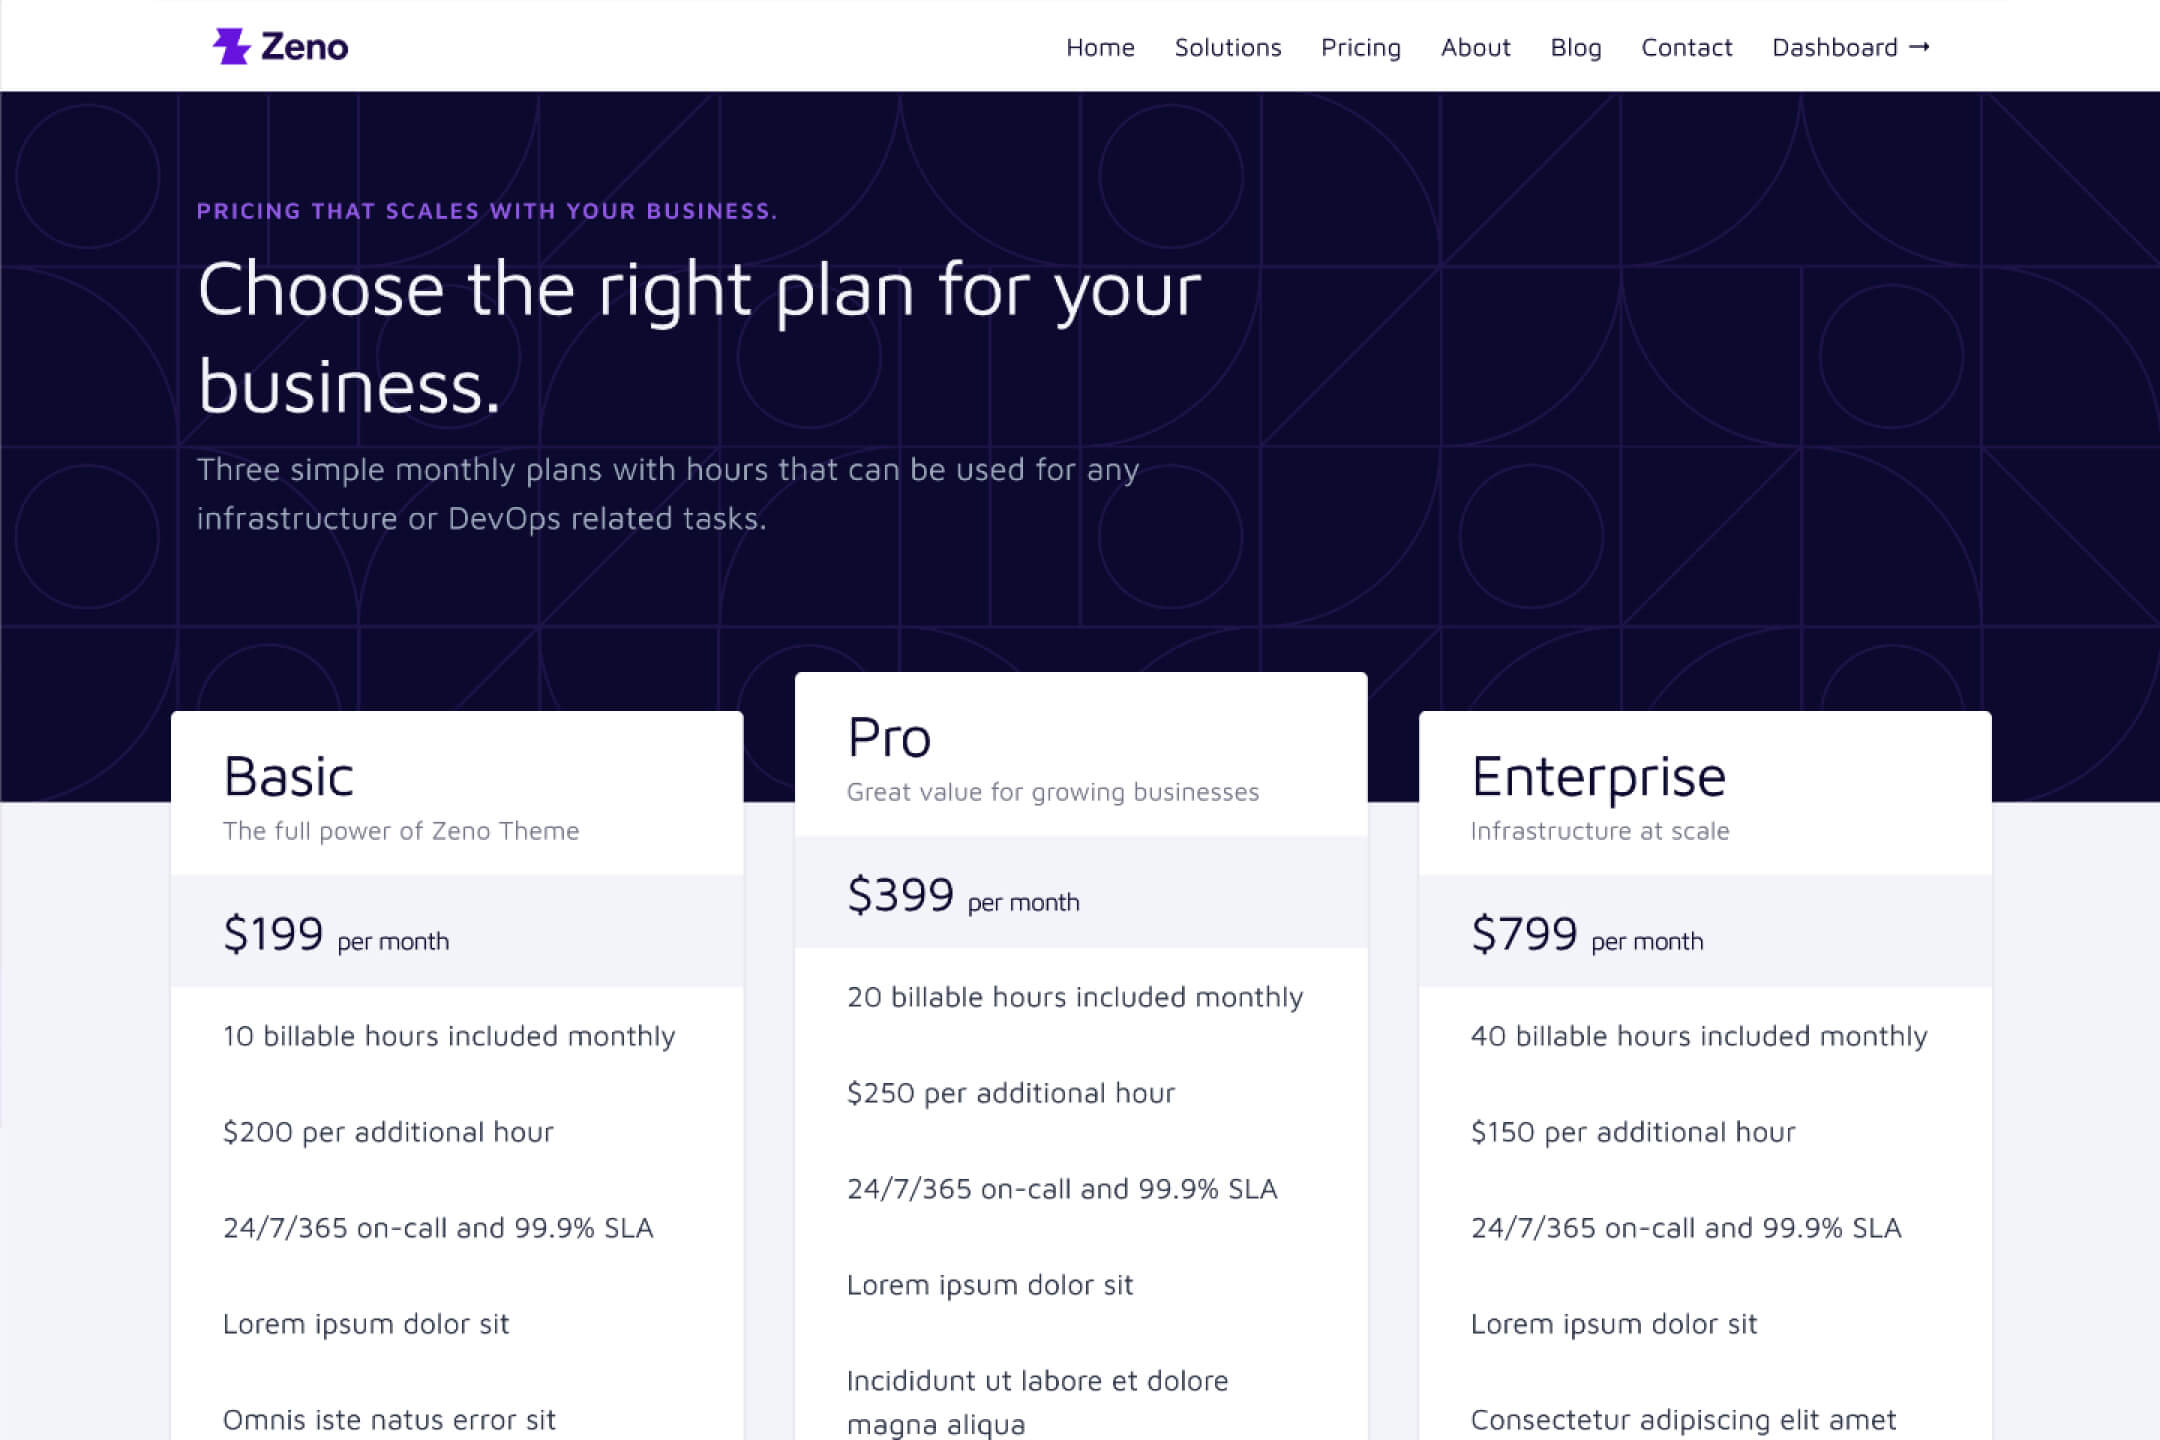 Zeno
Home Solutions Pricing About Blog Contact Dashboard →
PRICING THAT SCALES WITH YOUR BUSINESS.
Choose the right plan for your
business.
Three simple monthly plans with hours that can be used for any
infrastructure or DevOps related tasks.
Basic
The full power of Zeno Theme
$199 per month
10 billable hours included monthly
$200 per additional hour
24/7/365 on-call and 99.9% SLA
Lorem ipsum dolor sit
Omnis iste natus error sit
Pro
Great value for growing businesses
$399 per month
20 billable hours included monthly
$250 per additional hour
24/7/365 on-call and 99.9% SLA
Lorem ipsum dolor sit
Incididunt ut labore et dolore
magna aliqua
Enterprise
Infrastructure at scale
$799 per month
40 billable hours included monthly
$150 per additional hour
24/7/365 on-call and 99.9% SLA
Lorem ipsum dolor sit
Consectetur adipiscing elit amet